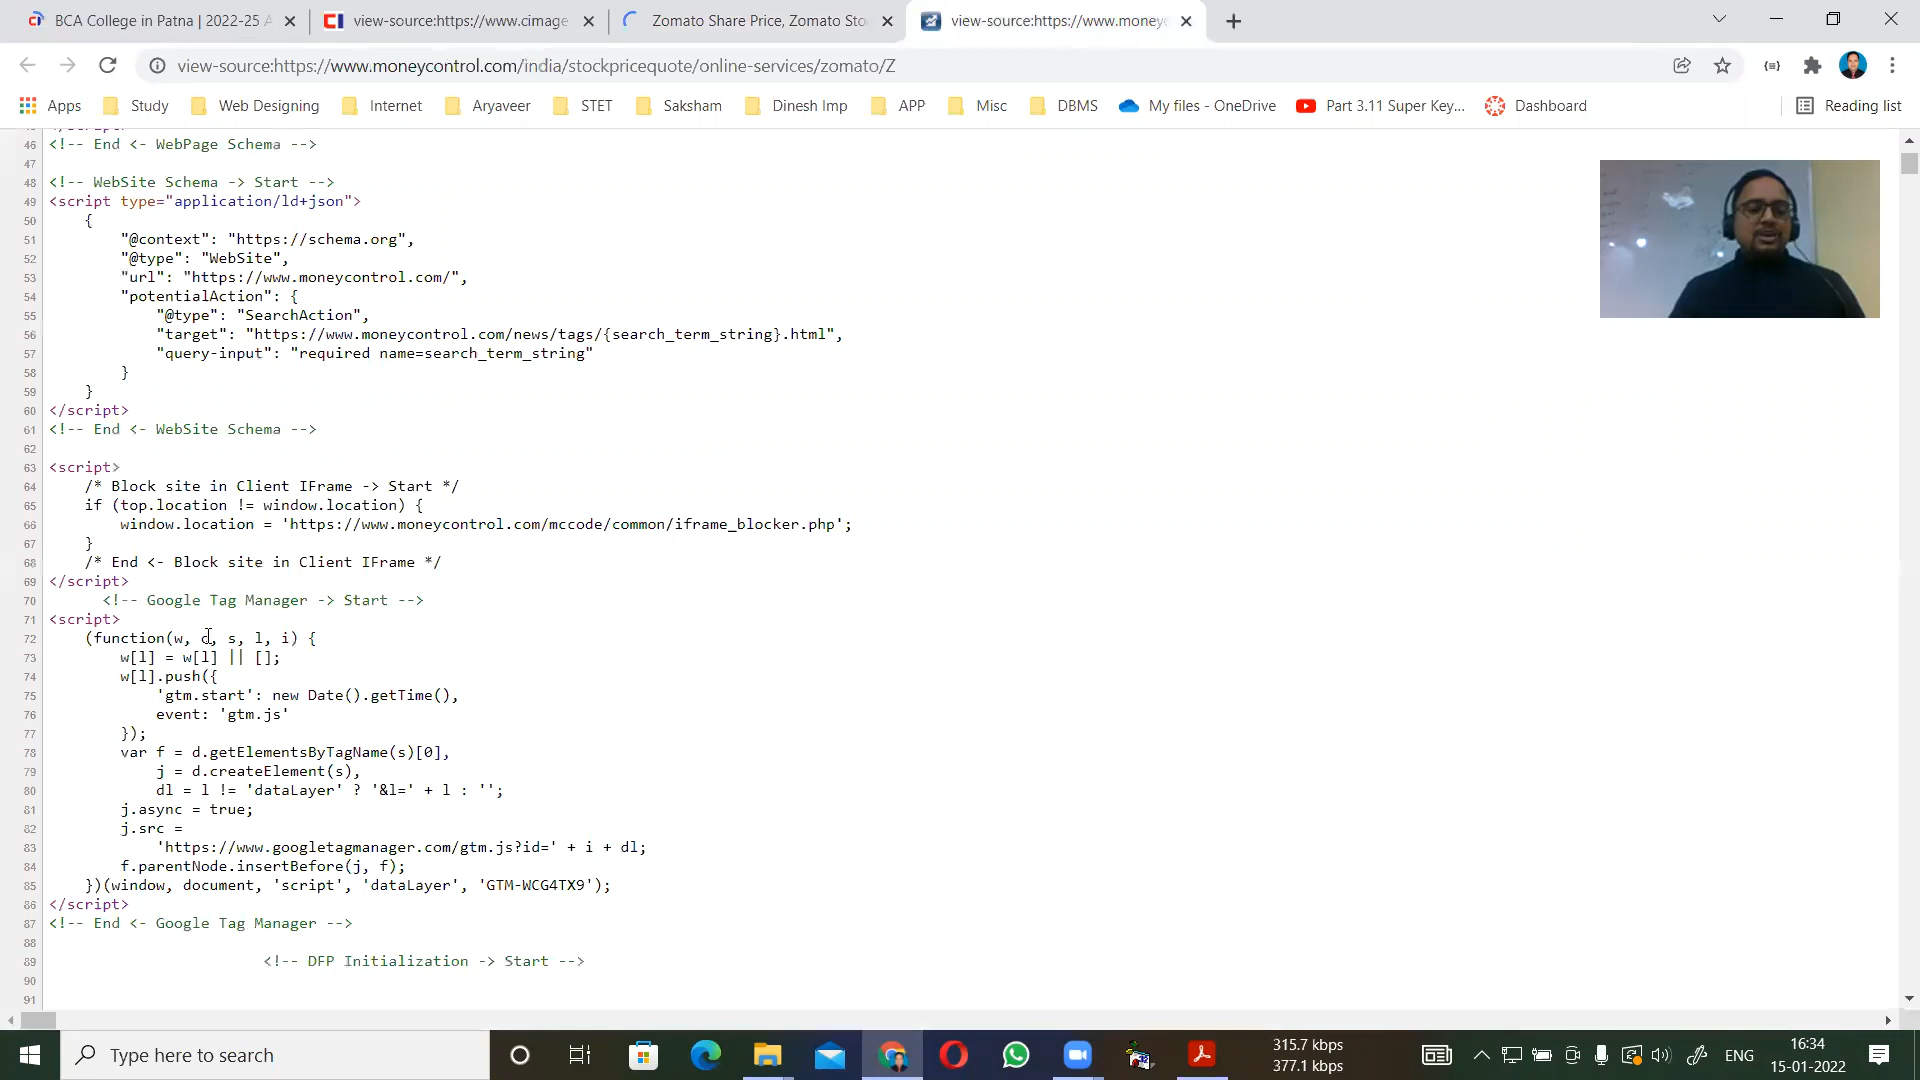 BCA College in Patna | 2022-25 A
view-source:https://www.cimage
Zomato Share Price, Zomato Sto
view-source:https://www.money
view-source:https://www.moneycontrol.com/india/stockpricequote/online-services/zomato/Z
Apps
Study
Web Designing
Internet
Aryaveer
STET
Saksham
Dinesh Imp
APP
Misc
DBMS
My files - OneDrive
Part 3.11 Super Key...
Dashboard
Reading list
46 <!-- End <- WebPage Schema -->
47
48 <!-- WebSite Schema -> Start -->
49 <script type="application/ld+json">
50 {
51 "@context": "https://schema.org",
52 "@type": "WebSite",
53 "url": "https://www.moneycontrol.com/",
54 "potentialAction": {
55 "@type": "SearchAction",
56 "target": "https://www.moneycontrol.com/news/tags/{search_term_string}.html",
57 "query-input": "required name=search_term_string"
58 }
59 }
60 </script>
61 <!-- End <- WebSite Schema -->
62
63 <script>
64 /* Block site in Client IFrame -> Start */
65 if (top.location != window.location) {
66 window.location = 'https://www.moneycontrol.com/mccode/common/iframe_blocker.php';
67 }
68 /* End <- Block site in Client IFrame */
69 </script>
70 <!-- Google Tag Manager -> Start -->
71 <script>
72 (function(w, d, s, l, i) {
73 w[l] = w[l] || [];
74 w[l].push({
75 'gtm.start': new Date().getTime(),
76 event: 'gtm.js'
77 });
78 var f = d.getElementsByTagName(s)[0],
79 j = d.createElement(s),
80 dl = l != 'dataLayer' ? '&l=' + l : '';
81 j.async = true;
82 j.src =
83 'https://www.googletagmanager.com/gtm.js?id=' + i + dl;
84 f.parentNode.insertBefore(j, f);
85 })(window, document, 'script', 'dataLayer', 'GTM-WCG4TX9');
86 </script>
87 <!-- End <- Google Tag Manager -->
88
89 <!-- DFP Initialization -> Start -->
90
91
Type here to search
315.7 kbps
377.1 kbps
ENG
16:34
15-01-2022